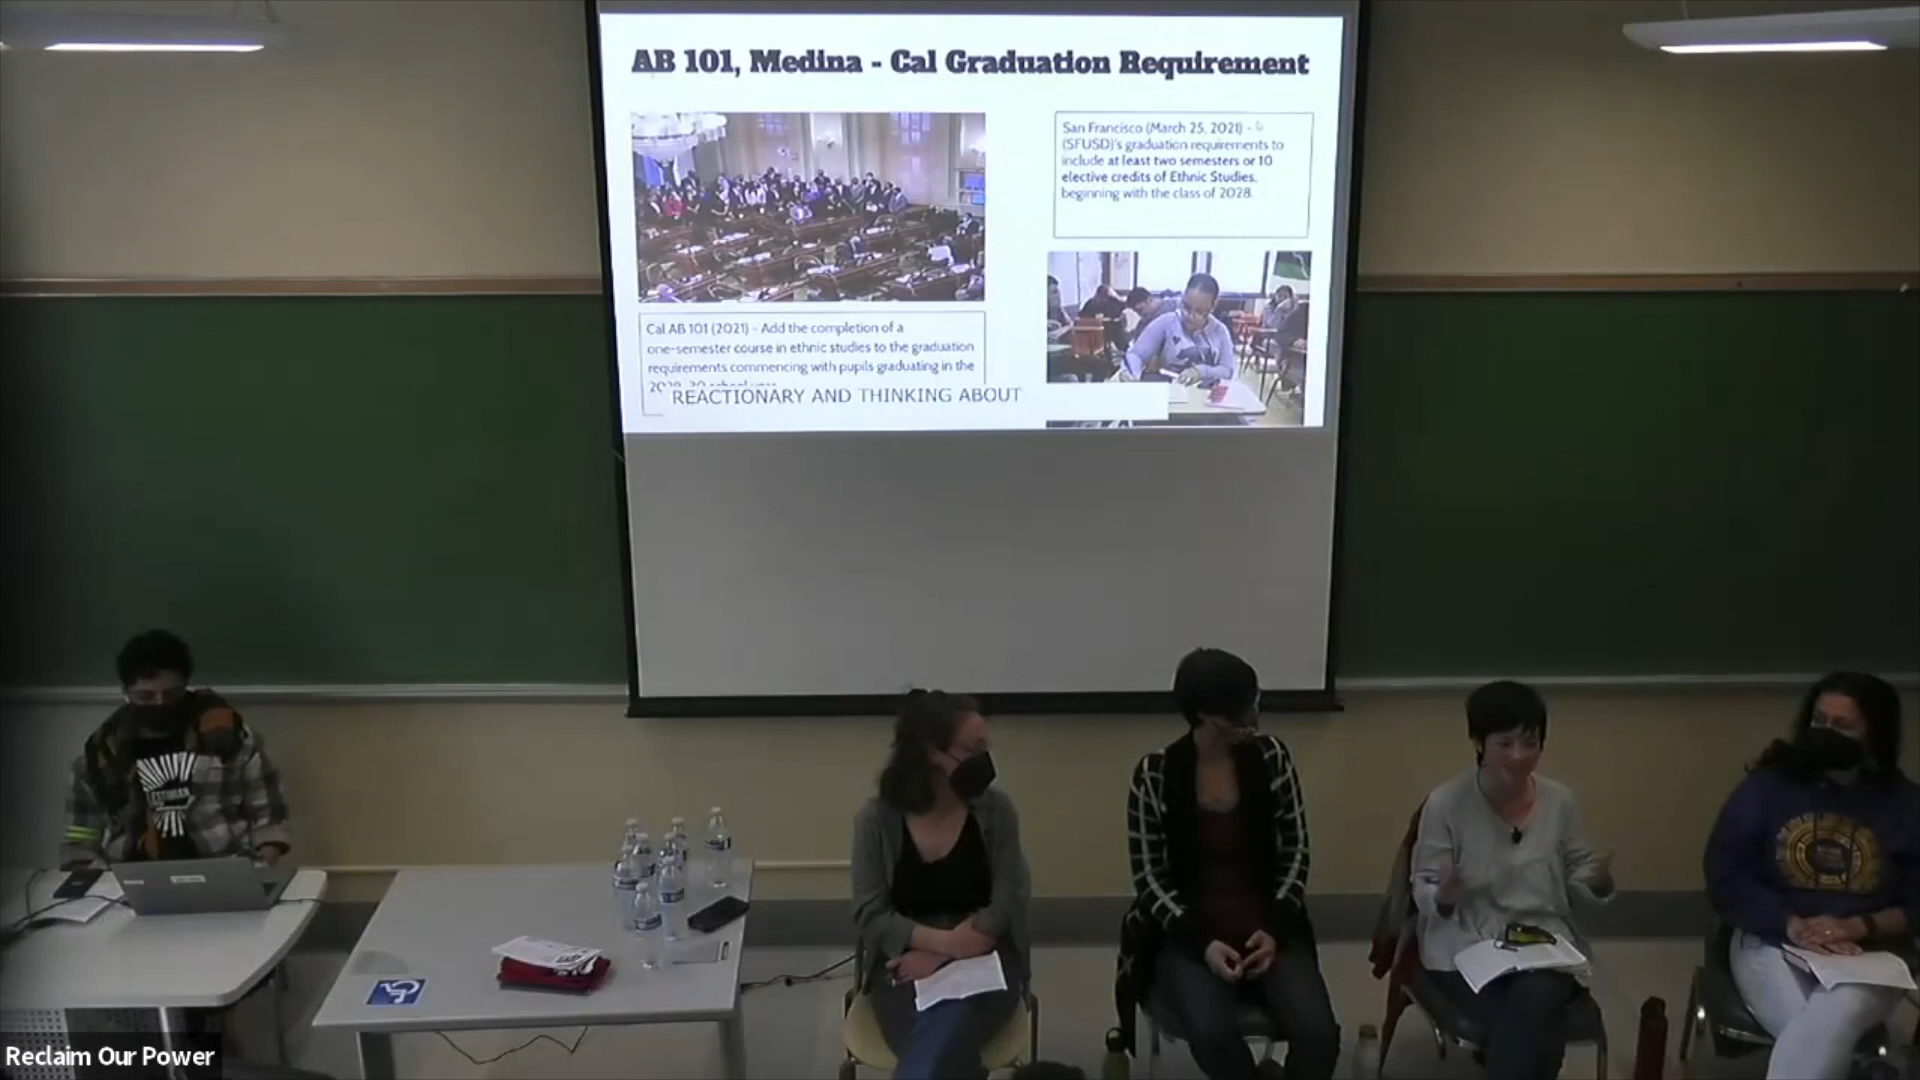 AB 101, Medina - Cal Graduation Requirement
San Francisco (March 25, 2021) -
(SFUSD)'s graduation requirements to
include at least two semesters or 10
elective credits of Ethnic Studies,
beginning with the class of 2028.
Cal AB 101 (2021) - Add the completion of a
one-semester course in ethnic studies to the graduation
requirements commencing with pupils graduating in the
REACTIONARY AND THINKING ABOUT
Reclaim Our Power